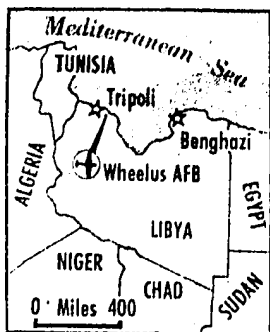 Mediterranean Sea
TUNISIA
Tripoli
Benghazi
ALGERIA
Wheelus AFB
EGYPT
LIBYA
NIGER
CHAD
SUDAN
0 Miles 400